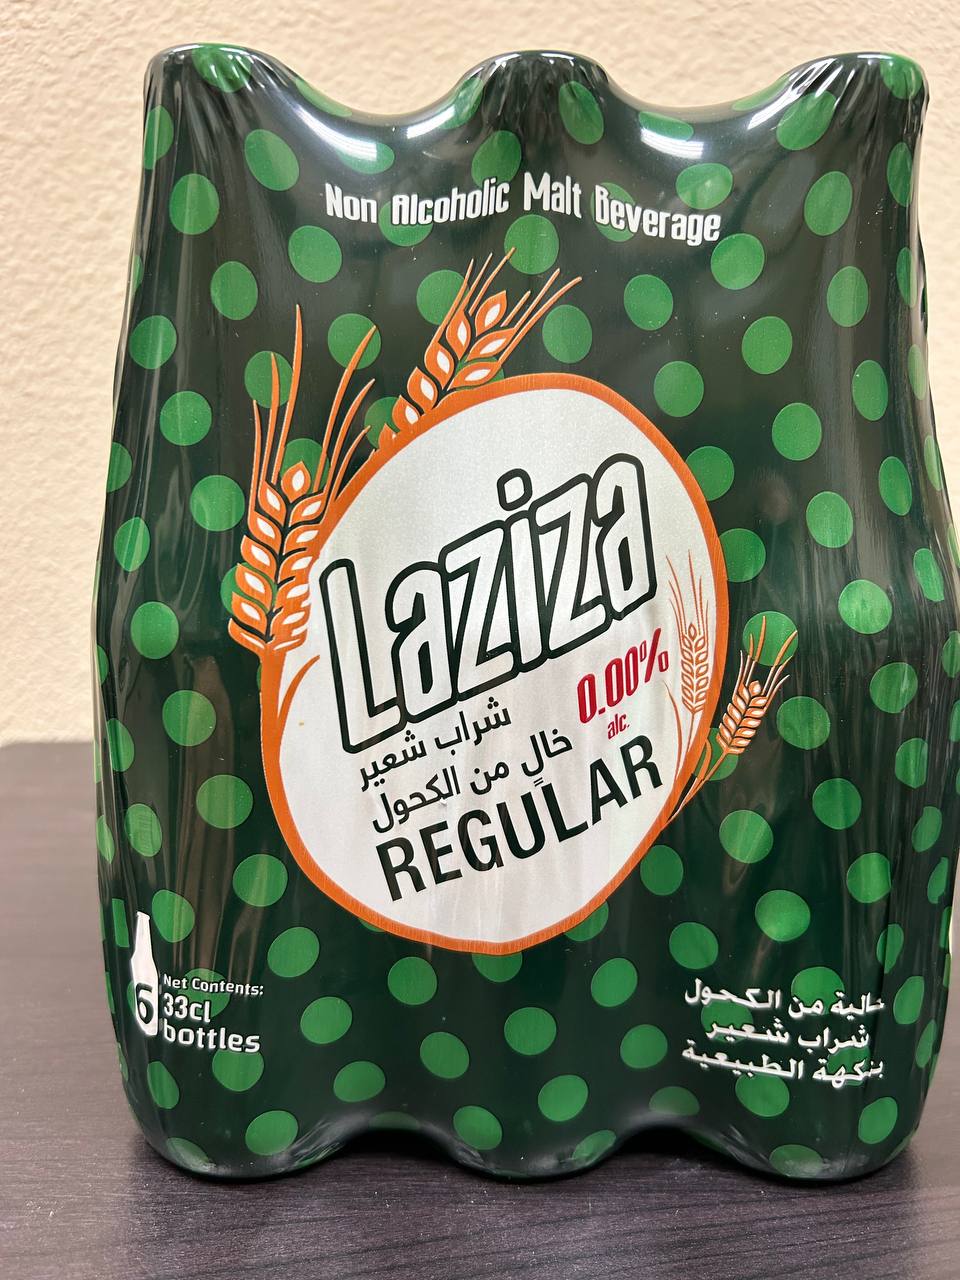 Non Alcoholic Malt Beverage
Laziza
0.00%
alc.
شراب شعير
خالٍ من الكحول
REGULAR
6
Net Contents:
33cl
bottles
خالية من الكحول
شراب شعير
بنكهة الطبيعية